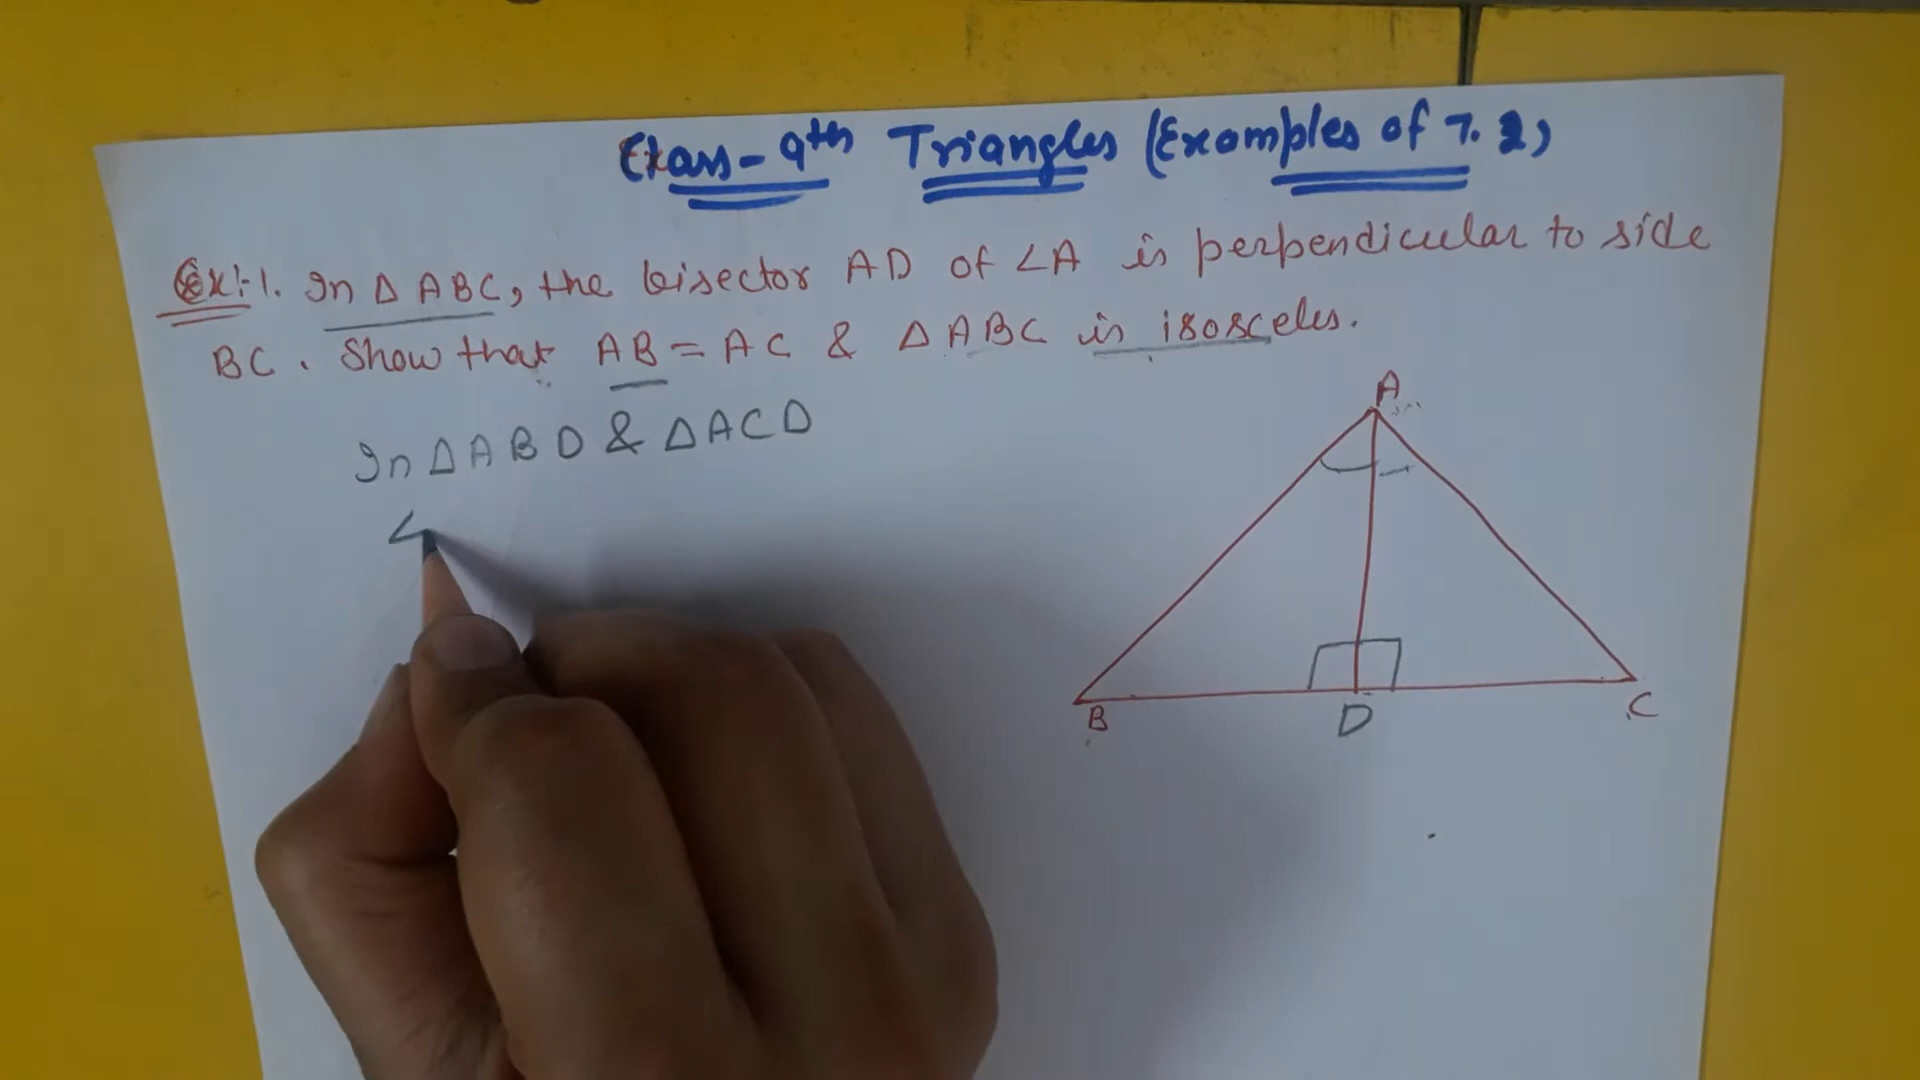 Class-9th Triangles (Examples of 7.2)
Ex:-1. In Δ ABC, the bisector AD of ∠A is perpendicular to side
BC. Show that AB = AC & Δ ABC is isosceles.
In Δ ABD & Δ ACD
∠
A
B
D
C